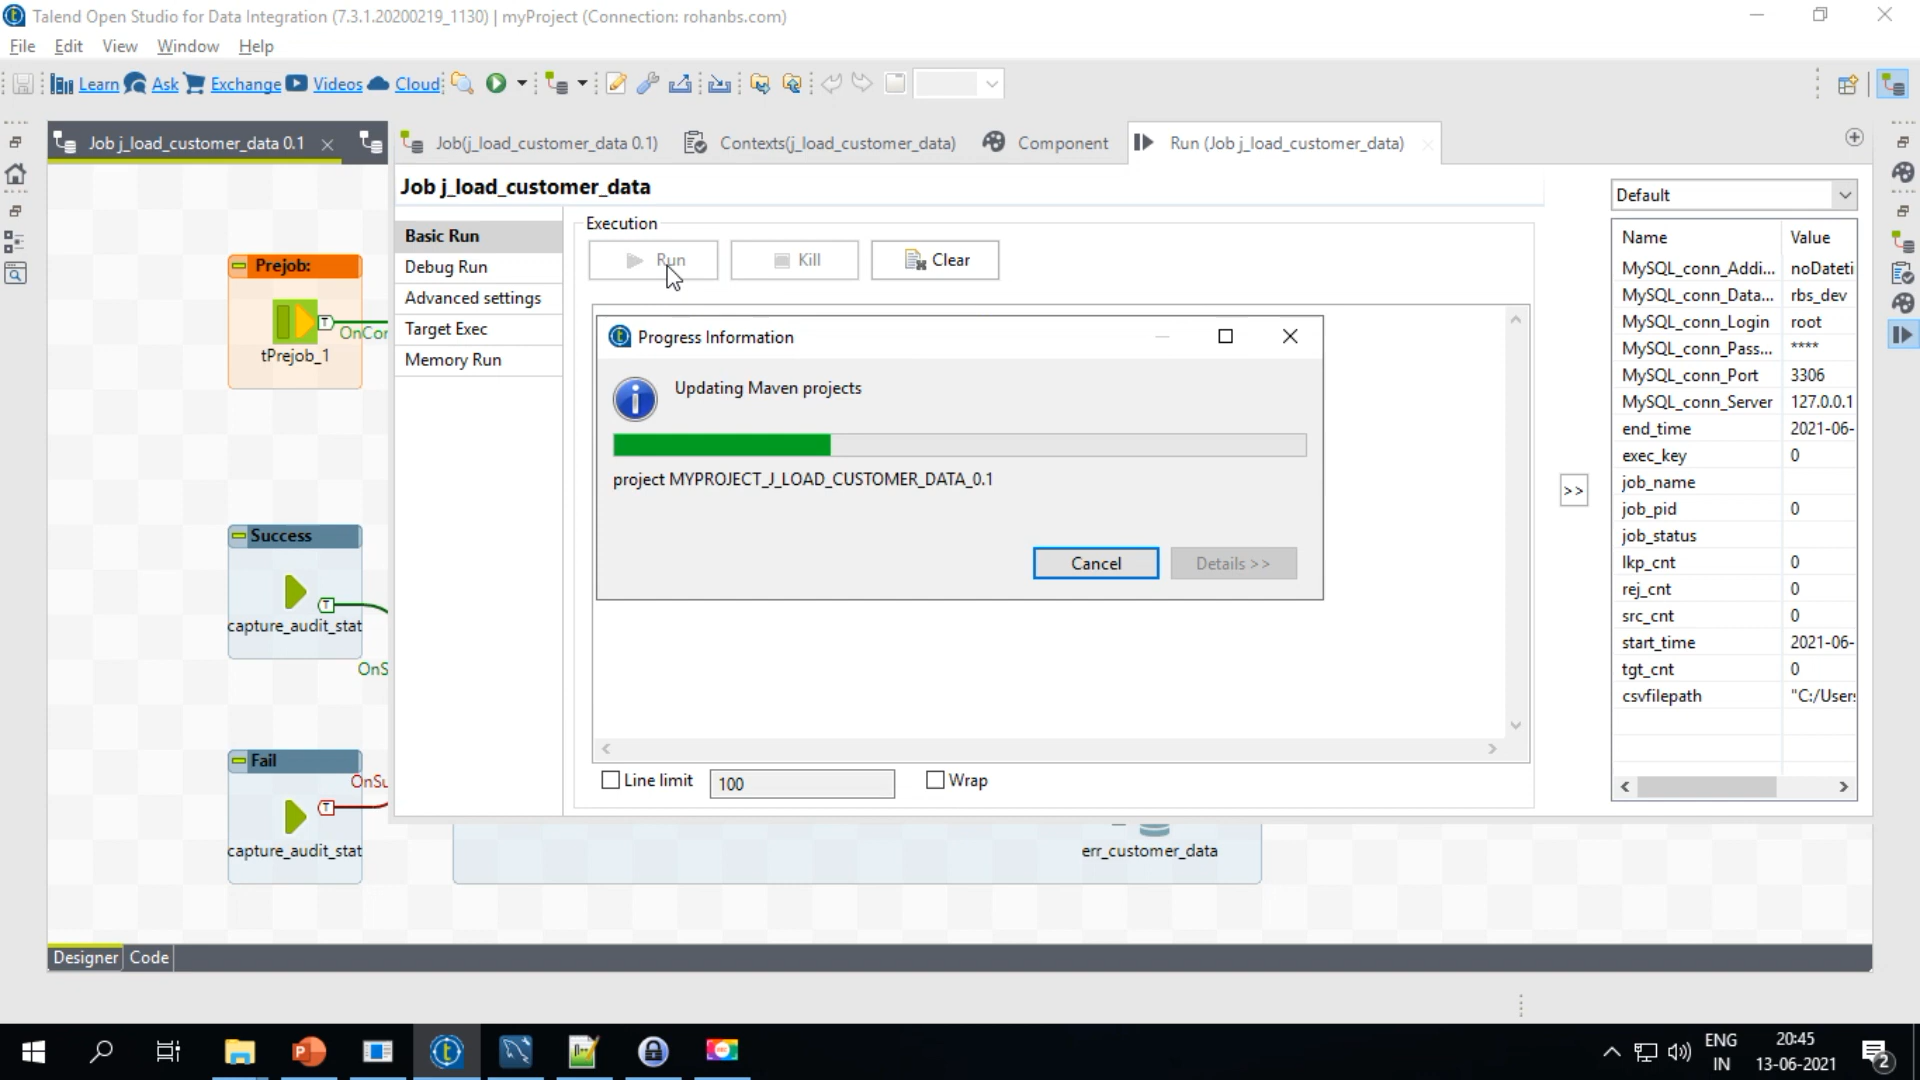 Talend Open Studio for Data Integration (7.3.1.20200219_1130) | myProject (Connection: rohanbs.com)
File Edit View Window Help
Learn Ask Exchange Videos Cloud
Job j_load_customer_data 0.1
Job(j_load_customer_data 0.1)
Contexts(j_load_customer_data)
Component
Run (Job j_load_customer_data)
Job j_load_customer_data
Default
Basic Run
Debug Run
Advanced settings
Target Exec
Memory Run
Execution
Run
Kill
Clear
Progress Information
Updating Maven projects
project MYPROJECT_J_LOAD_CUSTOMER_DATA_0.1
Cancel
Details >>
Line limit
100
Wrap
>>
Name Value
MySQL_conn_Addi... noDateti
MySQL_conn_Data... rbs_dev
MySQL_conn_Login root
MySQL_conn_Pass... ****
MySQL_conn_Port 3306
MySQL_conn_Server 127.0.0.1
end_time 2021-06-
exec_key 0
job_name
job_pid 0
job_status
lkp_cnt 0
rej_cnt 0
src_cnt 0
start_time 2021-06-
tgt_cnt 0
csvfilepath "C:/User:
Prejob:
T
OnCor
tPrejob_1
Success
T
capture_audit_stat
OnS
Fail
OnSu
T
capture_audit_stat
err_customer_data
Designer
Code
ENG
IN
20:45
13-06-2021
2